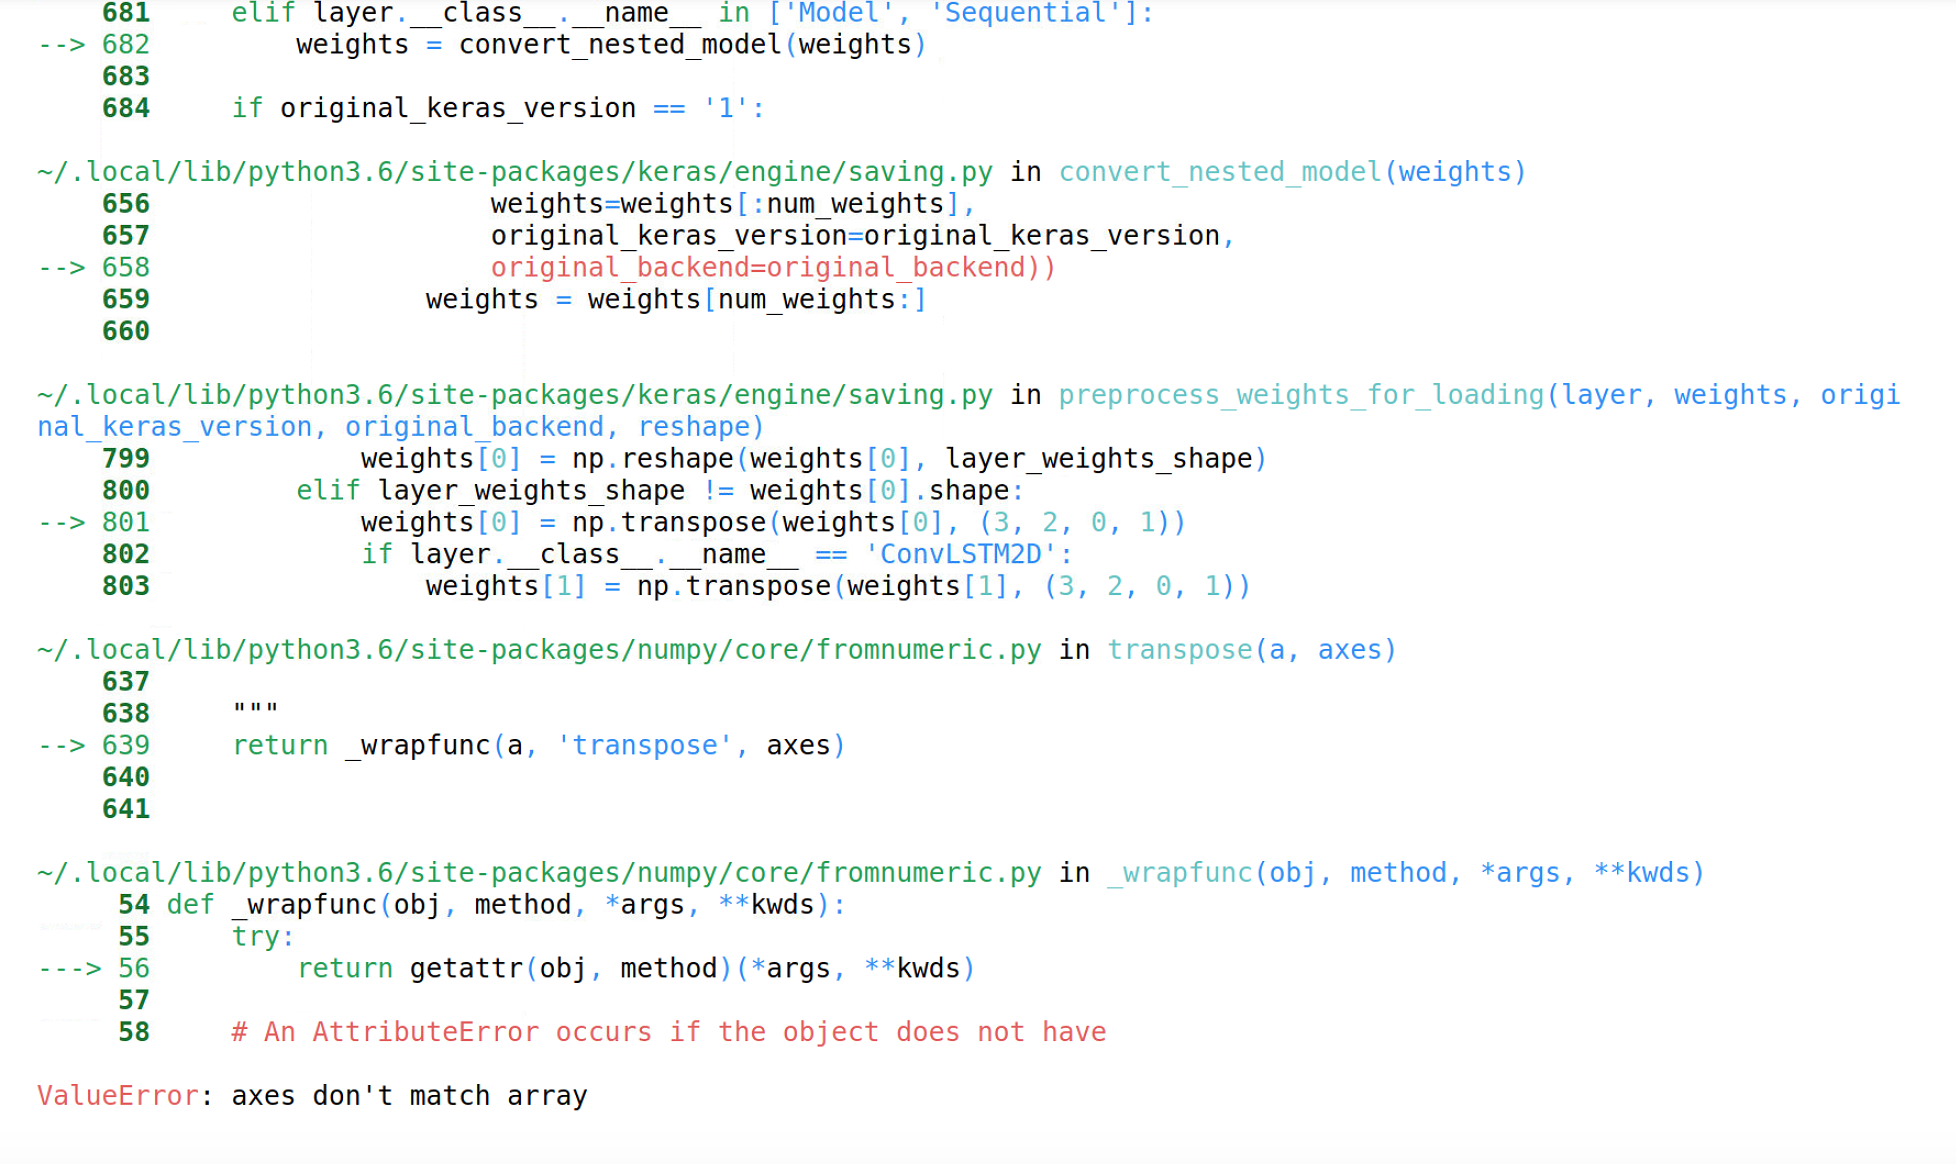 681     elif layer.__class__.__name__ in ['Model', 'Sequential']:
--> 682         weights = convert_nested_model(weights)
683
684     if original_keras_version == '1':
~/.local/lib/python3.6/site-packages/keras/engine/saving.py in convert_nested_model(weights)
656                     weights=weights[:num_weights],
657                     original_keras_version=original_keras_version,
--> 658                     original_backend=original_backend))
659                 weights = weights[num_weights:]
660
~/.local/lib/python3.6/site-packages/keras/engine/saving.py in preprocess_weights_for_loading(layer, weights, origi
nal_keras_version, original_backend, reshape)
799             weights[0] = np.reshape(weights[0], layer_weights_shape)
800         elif layer_weights_shape != weights[0].shape:
--> 801             weights[0] = np.transpose(weights[0], (3, 2, 0, 1))
802             if layer.__class__.__name__ == 'ConvLSTM2D':
803                 weights[1] = np.transpose(weights[1], (3, 2, 0, 1))
~/.local/lib/python3.6/site-packages/numpy/core/fromnumeric.py in transpose(a, axes)
637
638     """
--> 639     return _wrapfunc(a, 'transpose', axes)
640
641
~/.local/lib/python3.6/site-packages/numpy/core/fromnumeric.py in _wrapfunc(obj, method, *args, **kwds)
54 def _wrapfunc(obj, method, *args, **kwds):
55     try:
---> 56         return getattr(obj, method)(*args, **kwds)
57
58     # An AttributeError occurs if the object does not have
ValueError: axes don't match array